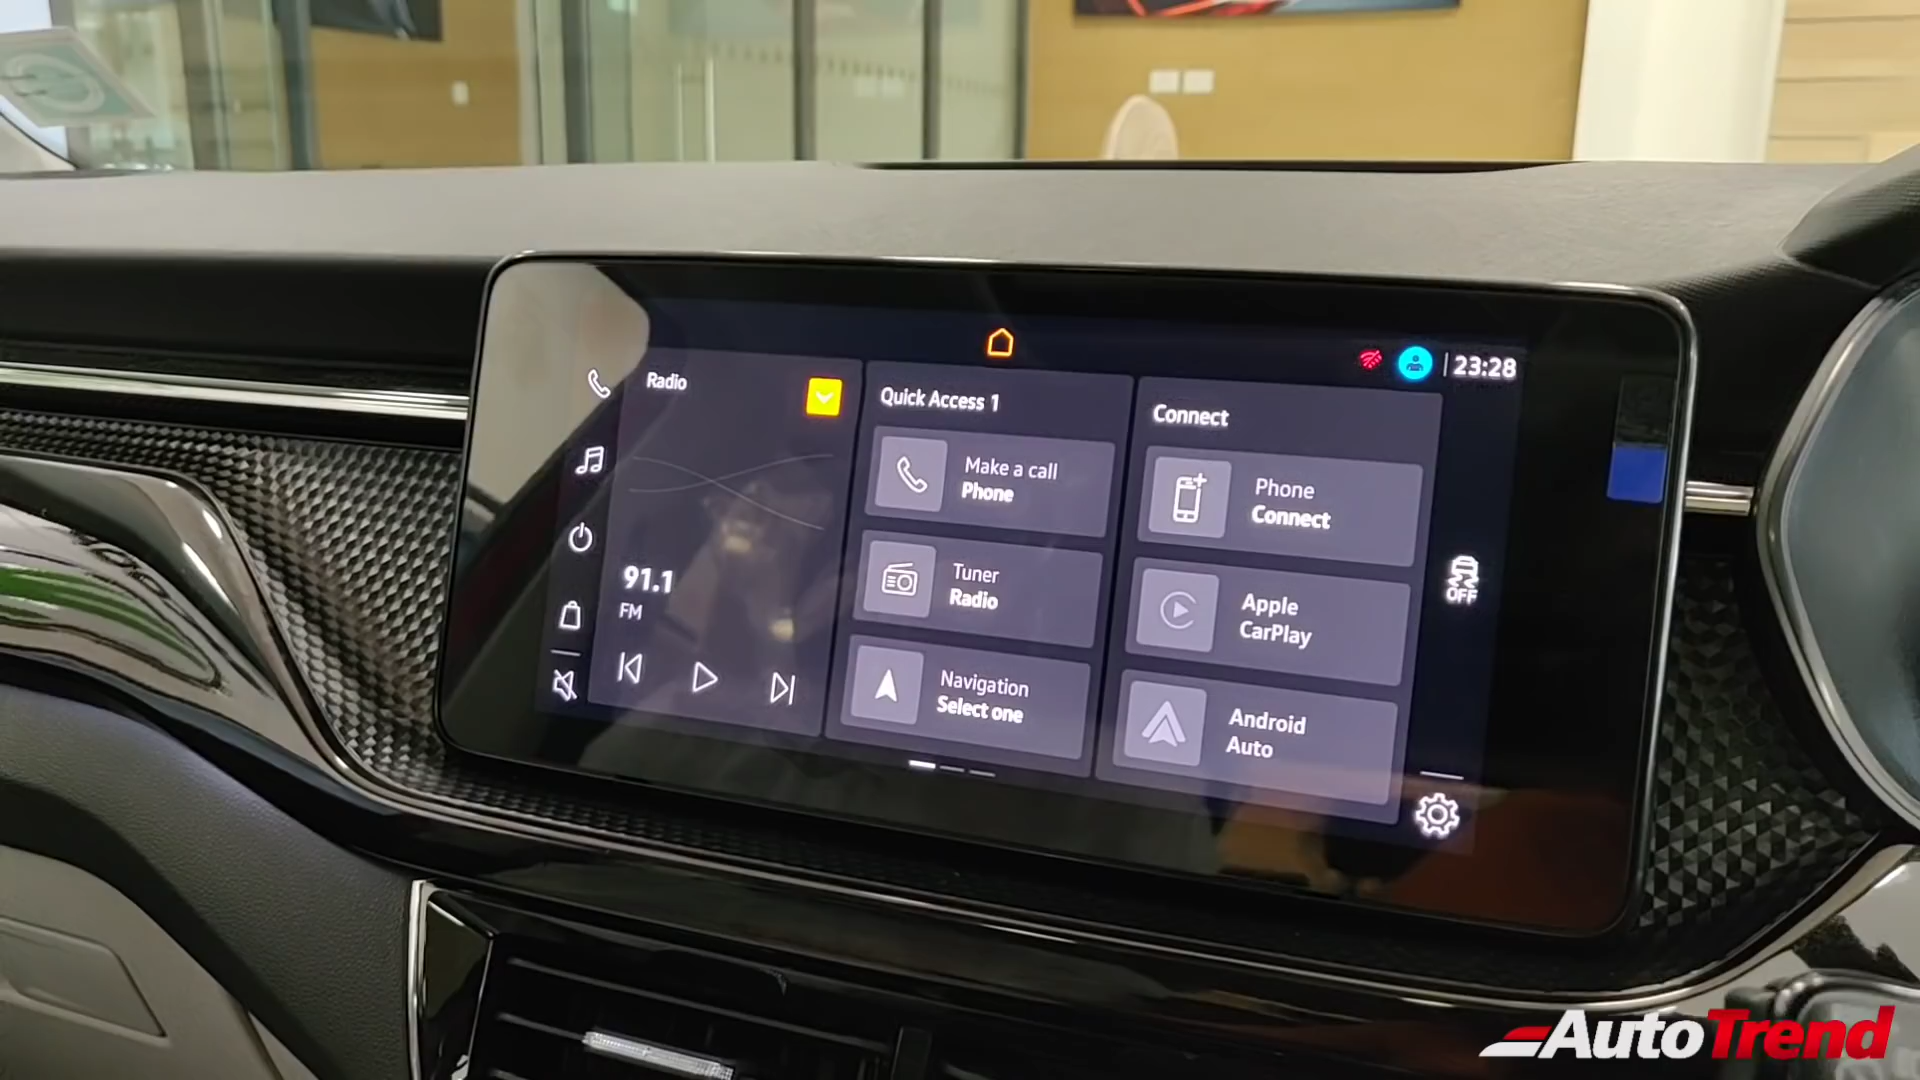 23:28
Radio
91.1
FM
Quick Access 1
Make a call
Phone
Tuner
Radio
Navigation
Select one
Connect
Phone
Connect
Apple
CarPlay
Android
Auto
OFF
AutoTrend